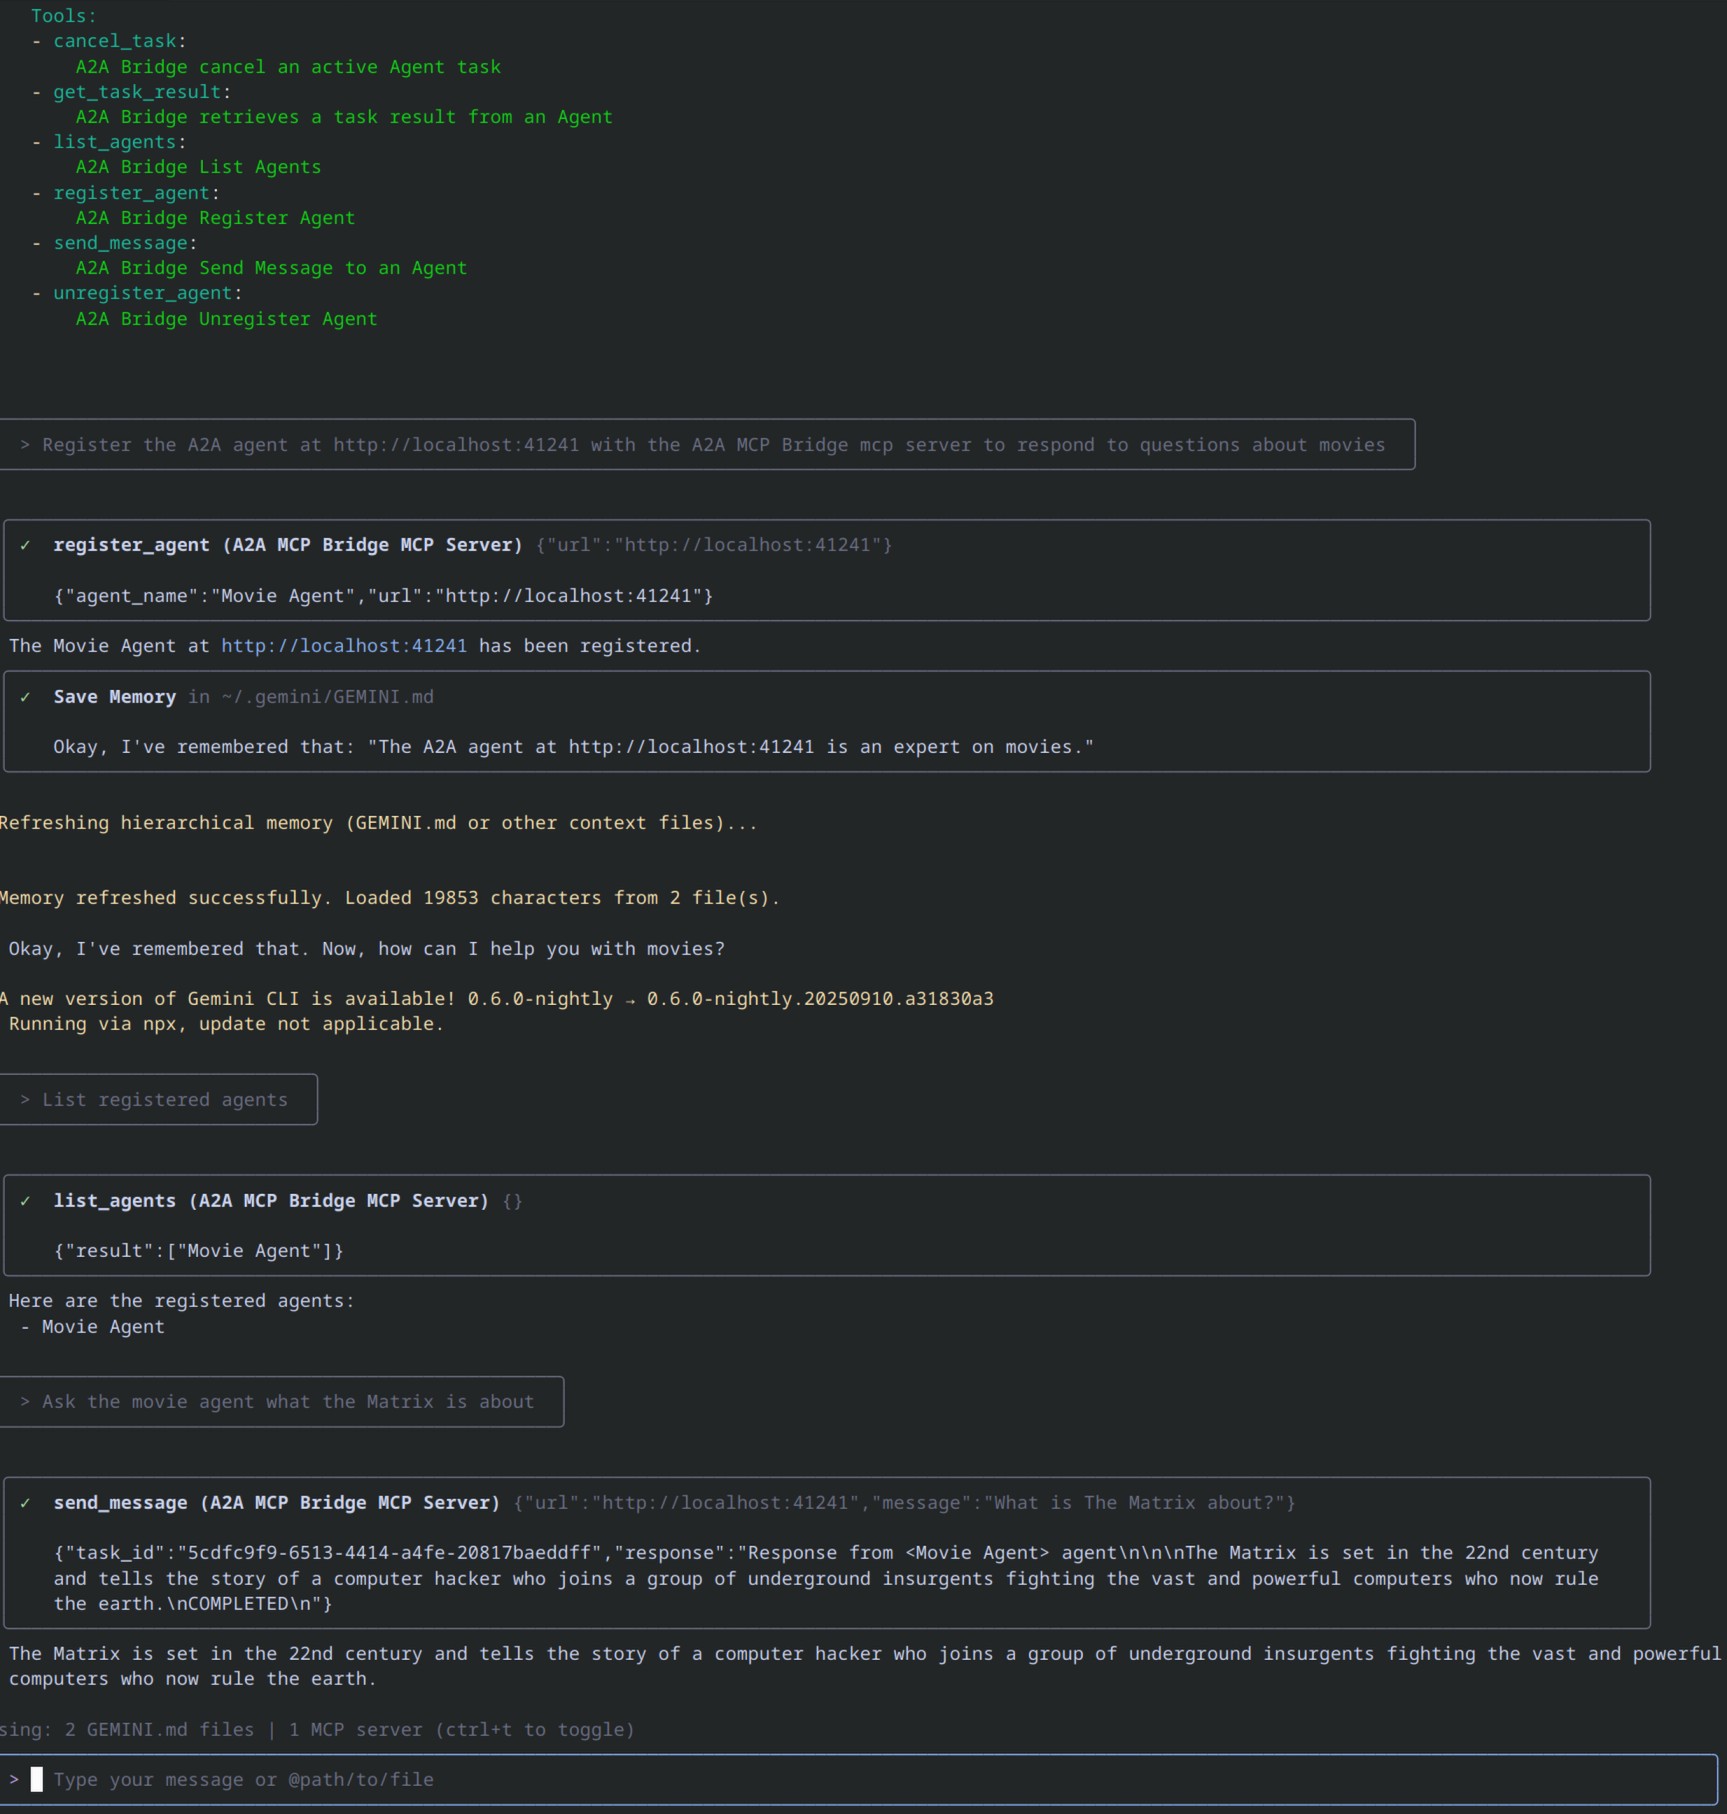 Tools:
- cancel_task:
A2A Bridge cancel an active Agent task
- get_task_result:
A2A Bridge retrieves a task result from an Agent
- list_agents:
A2A Bridge List Agents
- register_agent:
A2A Bridge Register Agent
- send_message:
A2A Bridge Send Message to an Agent
- unregister_agent:
A2A Bridge Unregister Agent
> Register the A2A agent at http://localhost:41241 with the A2A MCP Bridge mcp server to respond to questions about movies
✓ register_agent (A2A MCP Bridge MCP Server) {"url":"http://localhost:41241"}
{"agent_name":"Movie Agent","url":"http://localhost:41241"}
The Movie Agent at http://localhost:41241 has been registered.
✓ Save Memory in ~/.gemini/GEMINI.md
Okay, I've remembered that: "The A2A agent at http://localhost:41241 is an expert on movies."
Refreshing hierarchical memory (GEMINI.md or other context files)...
Memory refreshed successfully. Loaded 19853 characters from 2 file(s).
Okay, I've remembered that. Now, how can I help you with movies?
A new version of Gemini CLI is available! 0.6.0-nightly → 0.6.0-nightly.20250910.a31830a3
Running via npx, update not applicable.
> List registered agents
✓ list_agents (A2A MCP Bridge MCP Server) {}
{"result":["Movie Agent"]}
Here are the registered agents:
- Movie Agent
> Ask the movie agent what the Matrix is about
✓ send_message (A2A MCP Bridge MCP Server) {"url":"http://localhost:41241","message":"What is The Matrix about?"}
{"task_id":"5cdfc9f9-6513-4414-a4fe-20817baeddff","response":"Response from <Movie Agent> agent\n\n\nThe Matrix is set in the 22nd century
and tells the story of a computer hacker who joins a group of underground insurgents fighting the vast and powerful computers who now rule
the earth.\nCOMPLETED\n"}
The Matrix is set in the 22nd century and tells the story of a computer hacker who joins a group of underground insurgents fighting the vast and powerful
computers who now rule the earth.
sing: 2 GEMINI.md files | 1 MCP server (ctrl+t to toggle)
> Type your message or @path/to/file